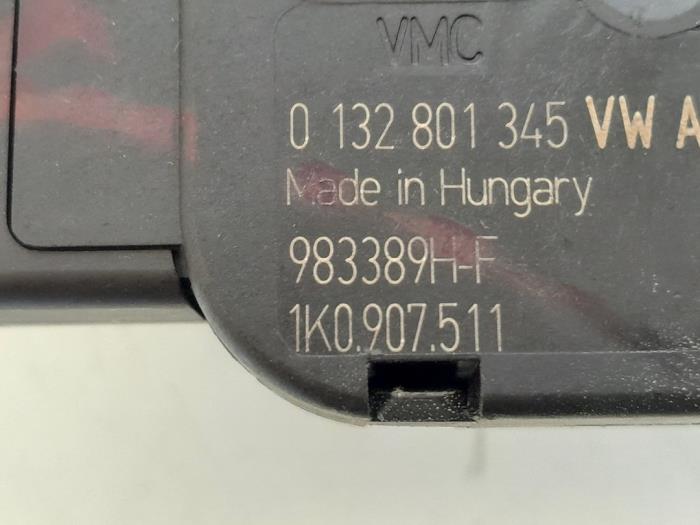 VMC
0 132 801 345 VW A
Made in Hungary
983389H-F
1K0.907.511